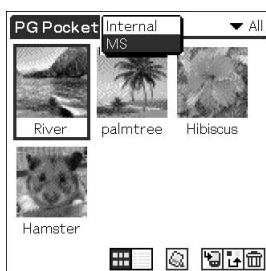 PG Pocket
Internal
MS
All
River
palmtree
Hibiscus
Hamster